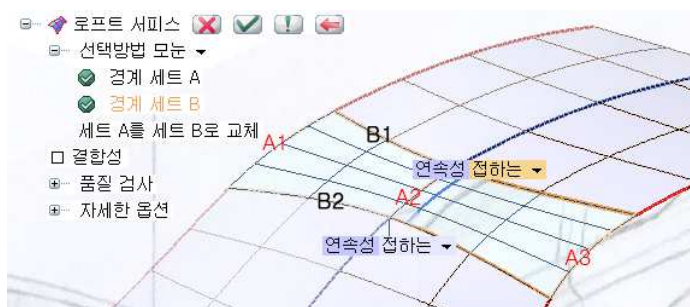 로프트 서피스
선택방법 모눈
경계 세트 A
경계 세트 B
세트 A를 세트 B로 교체
결합성
품질 검사
자세한 옵션
A1
B1
연속성 접하는
A2
B2
연속성 접하는
A3